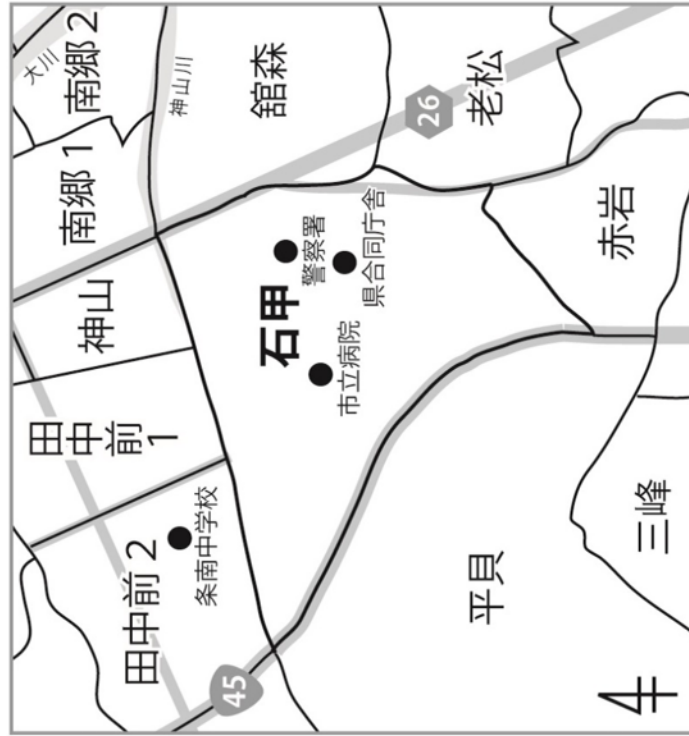 大川
南郷 2
南郷 1
神山川
神山
田中前 1
田中前 2
条南中学校
45
舘森
石甲
警察署
市立病院
県合同庁舎
26
老松
平貝
赤岩
三峰